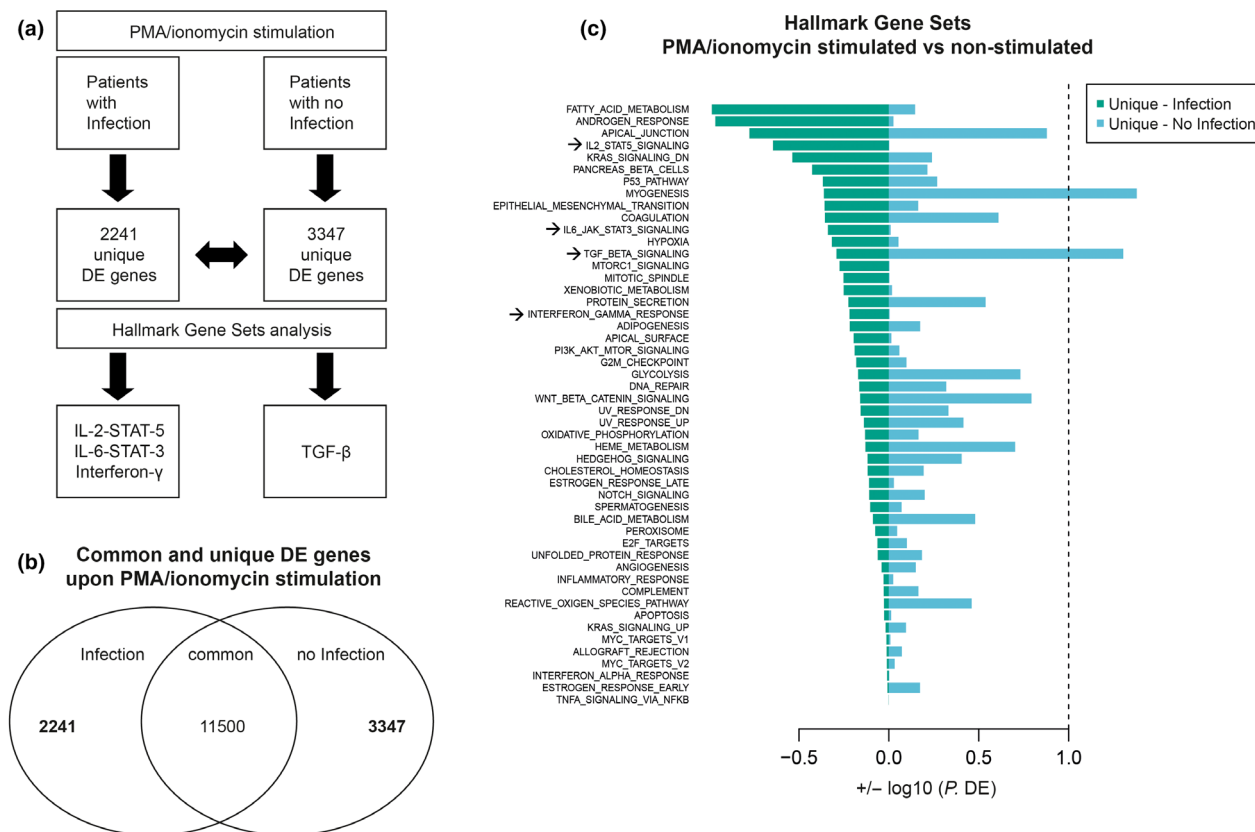 (a)
PMA/ionomycin stimulation
Patients
with
Infection
Patients
with no
Infection
2241
unique
DE genes
3347
unique
DE genes
Hallmark Gene Sets analysis
IL-2-STAT-5
IL-6-STAT-3
Interferon-γ
TGF-β
(b)
Common and unique DE genes
upon PMA/ionomycin stimulation
Infection
common
no Infection
2241
11500
3347
(c)
Hallmark Gene Sets
PMA/ionomycin stimulated vs non-stimulated
Unique - Infection
Unique - No Infection
FATTY_ACID_METABOLISM
ANDROGEN_RESPONSE
APICAL_JUNCTION
→ IL2_STAT5_SIGNALING
KRAS_SIGNALING_DN
PANCREAS_BETA_CELLS
P53_PATHWAY
MYOGENESIS
EPITHELIAL_MESENCHYMAL_TRANSITION
COAGULATION
→ IL6_JAK_STAT3_SIGNALING
HYPOXIA
→ TGF_BETA_SIGNALING
MTORC1_SIGNALING
MITOTIC_SPINDLE
XENOBIOTIC_METABOLISM
PROTEIN_SECRETION
→ INTERFERON_GAMMA_RESPONSE
ADIPOGENESIS
APICAL_SURFACE
PI3K_AKT_MTOR_SIGNALING
G2M_CHECKPOINT
GLYCOLYSIS
DNA_REPAIR
WNT_BETA_CATENIN_SIGNALING
UV_RESPONSE_DN
UV_RESPONSE_UP
OXIDATIVE_PHOSPHORYLATION
HEME_METABOLISM
HEDGEHOG_SIGNALING
CHOLESTEROL_HOMEOSTASIS
ESTROGEN_RESPONSE_LATE
NOTCH_SIGNALING
SPERMATOGENESIS
BILE_ACID_METABOLISM
PEROXISOME
E2F_TARGETS
UNFOLDED_PROTEIN_RESPONSE
ANGIOGENESIS
INFLAMMATORY_RESPONSE
COMPLEMENT
REACTIVE_OXIGEN_SPECIES_PATHWAY
APOPTOSIS
KRAS_SIGNALING_UP
MYC_TARGETS_V1
ALLOGRAFT_REJECTION
MYC_TARGETS_V2
INTERFERON_ALPHA_RESPONSE
ESTROGEN_RESPONSE_EARLY
TNFA_SIGNALING_VIA_NFKB
−0.5 0.0 0.5 1.0
+/− log10 (P. DE)